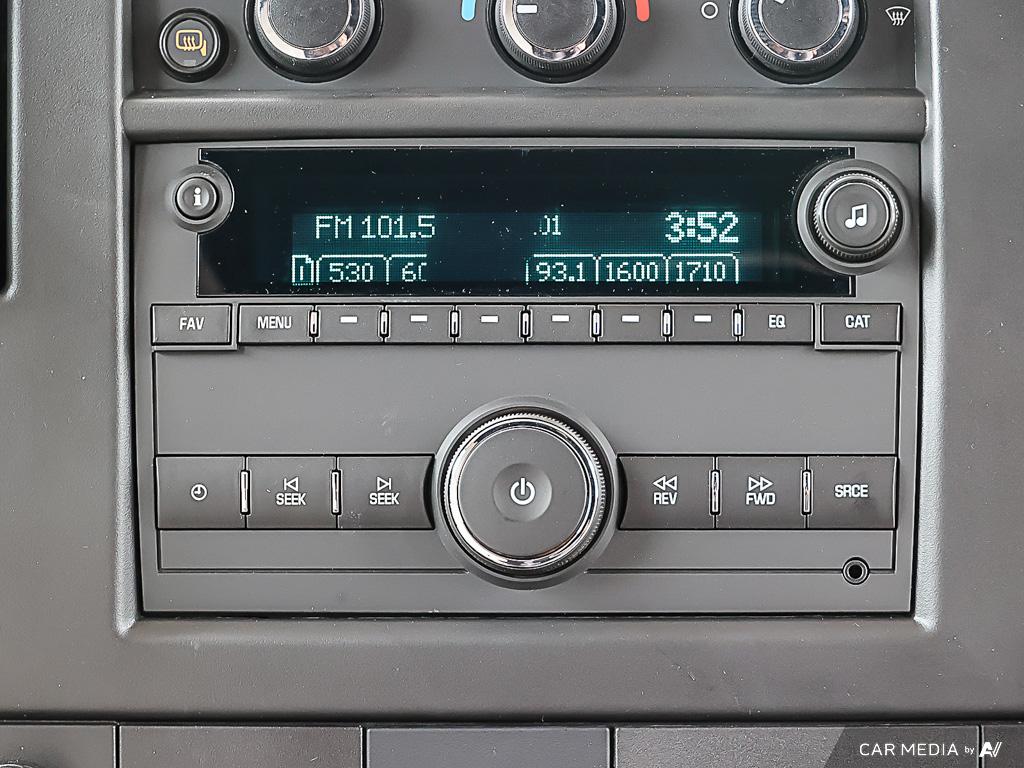 i
FM 101.5 .01 3:52
1 530 60 93.1 1600 1710
FAV MENU EQ CAT
SEEK SEEK REV FWD SRCE
CAR MEDIA by AV